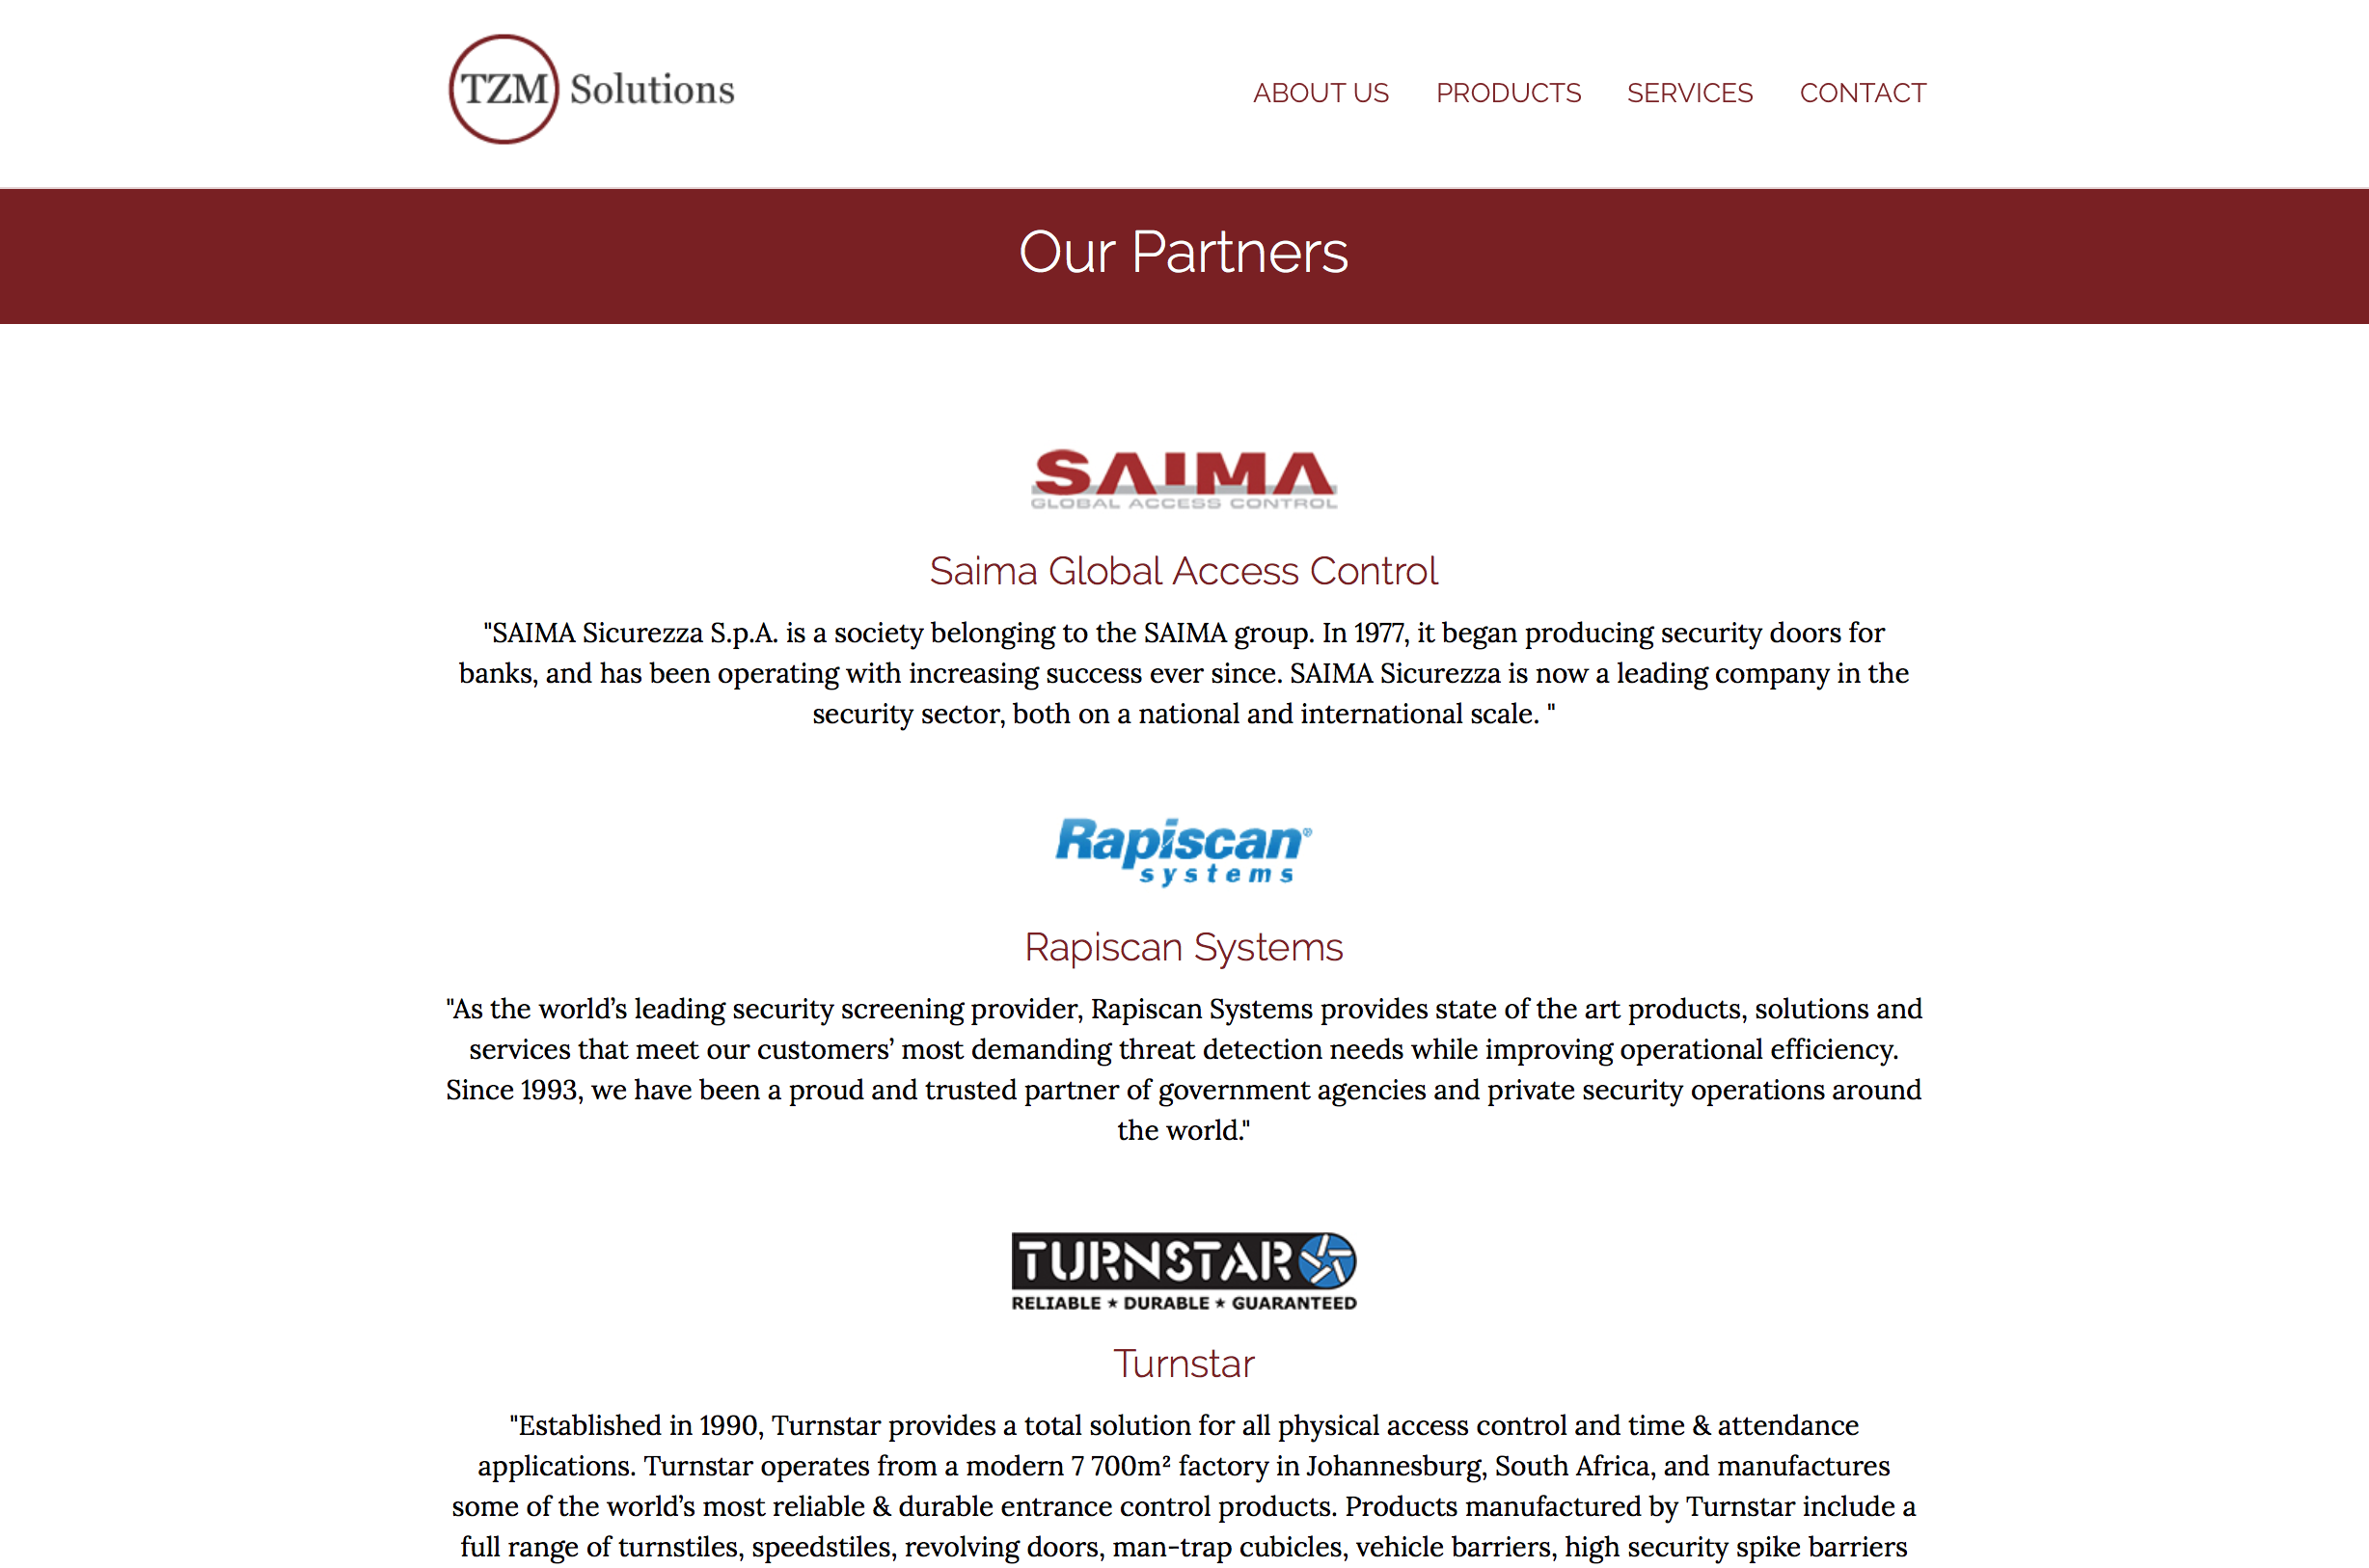 TZM Solutions
ABOUT US PRODUCTS SERVICES CONTACT
Our Partners
SAIMA
GLOBAL ACCESS CONTROL
Saima Global Access Control
"SAIMA Sicurezza S.p.A. is a society belonging to the SAIMA group. In 1977, it began producing security doors for
banks, and has been operating with increasing success ever since. SAIMA Sicurezza is now a leading company in the
security sector, both on a national and international scale. "
Rapiscan®
systems
Rapiscan Systems
"As the world’s leading security screening provider, Rapiscan Systems provides state of the art products, solutions and
services that meet our customers’ most demanding threat detection needs while improving operational efficiency.
Since 1993, we have been a proud and trusted partner of government agencies and private security operations around
the world."
TURNSTAR
RELIABLE ★ DURABLE ★ GUARANTEED
Turnstar
"Established in 1990, Turnstar provides a total solution for all physical access control and time & attendance
applications. Turnstar operates from a modern 7 700m² factory in Johannesburg, South Africa, and manufactures
some of the world’s most reliable & durable entrance control products. Products manufactured by Turnstar include a
full range of turnstiles, speedstiles, revolving doors, man-trap cubicles, vehicle barriers, high security spike barriers